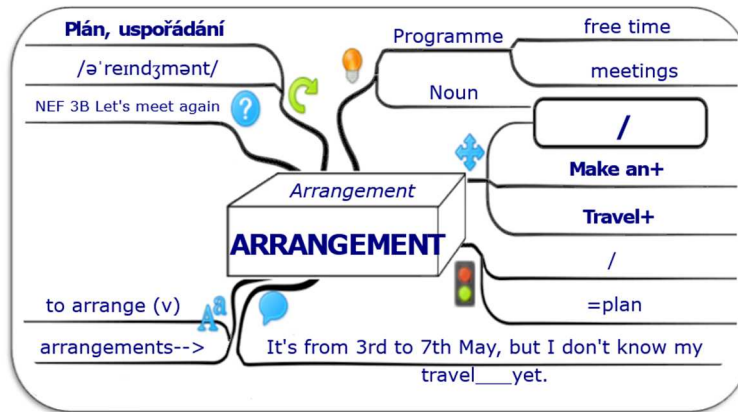 Plán, uspořádání
/əˈreɪndʒmənt/
NEF 3B Let's meet again
?
Programme
free time
meetings
Noun
/
Make an+
Travel+
Arrangement
ARRANGEMENT
/
=plan
to arrange (v)
Aa
arrangements-->
It's from 3rd to 7th May, but I don't know my
travel___yet.